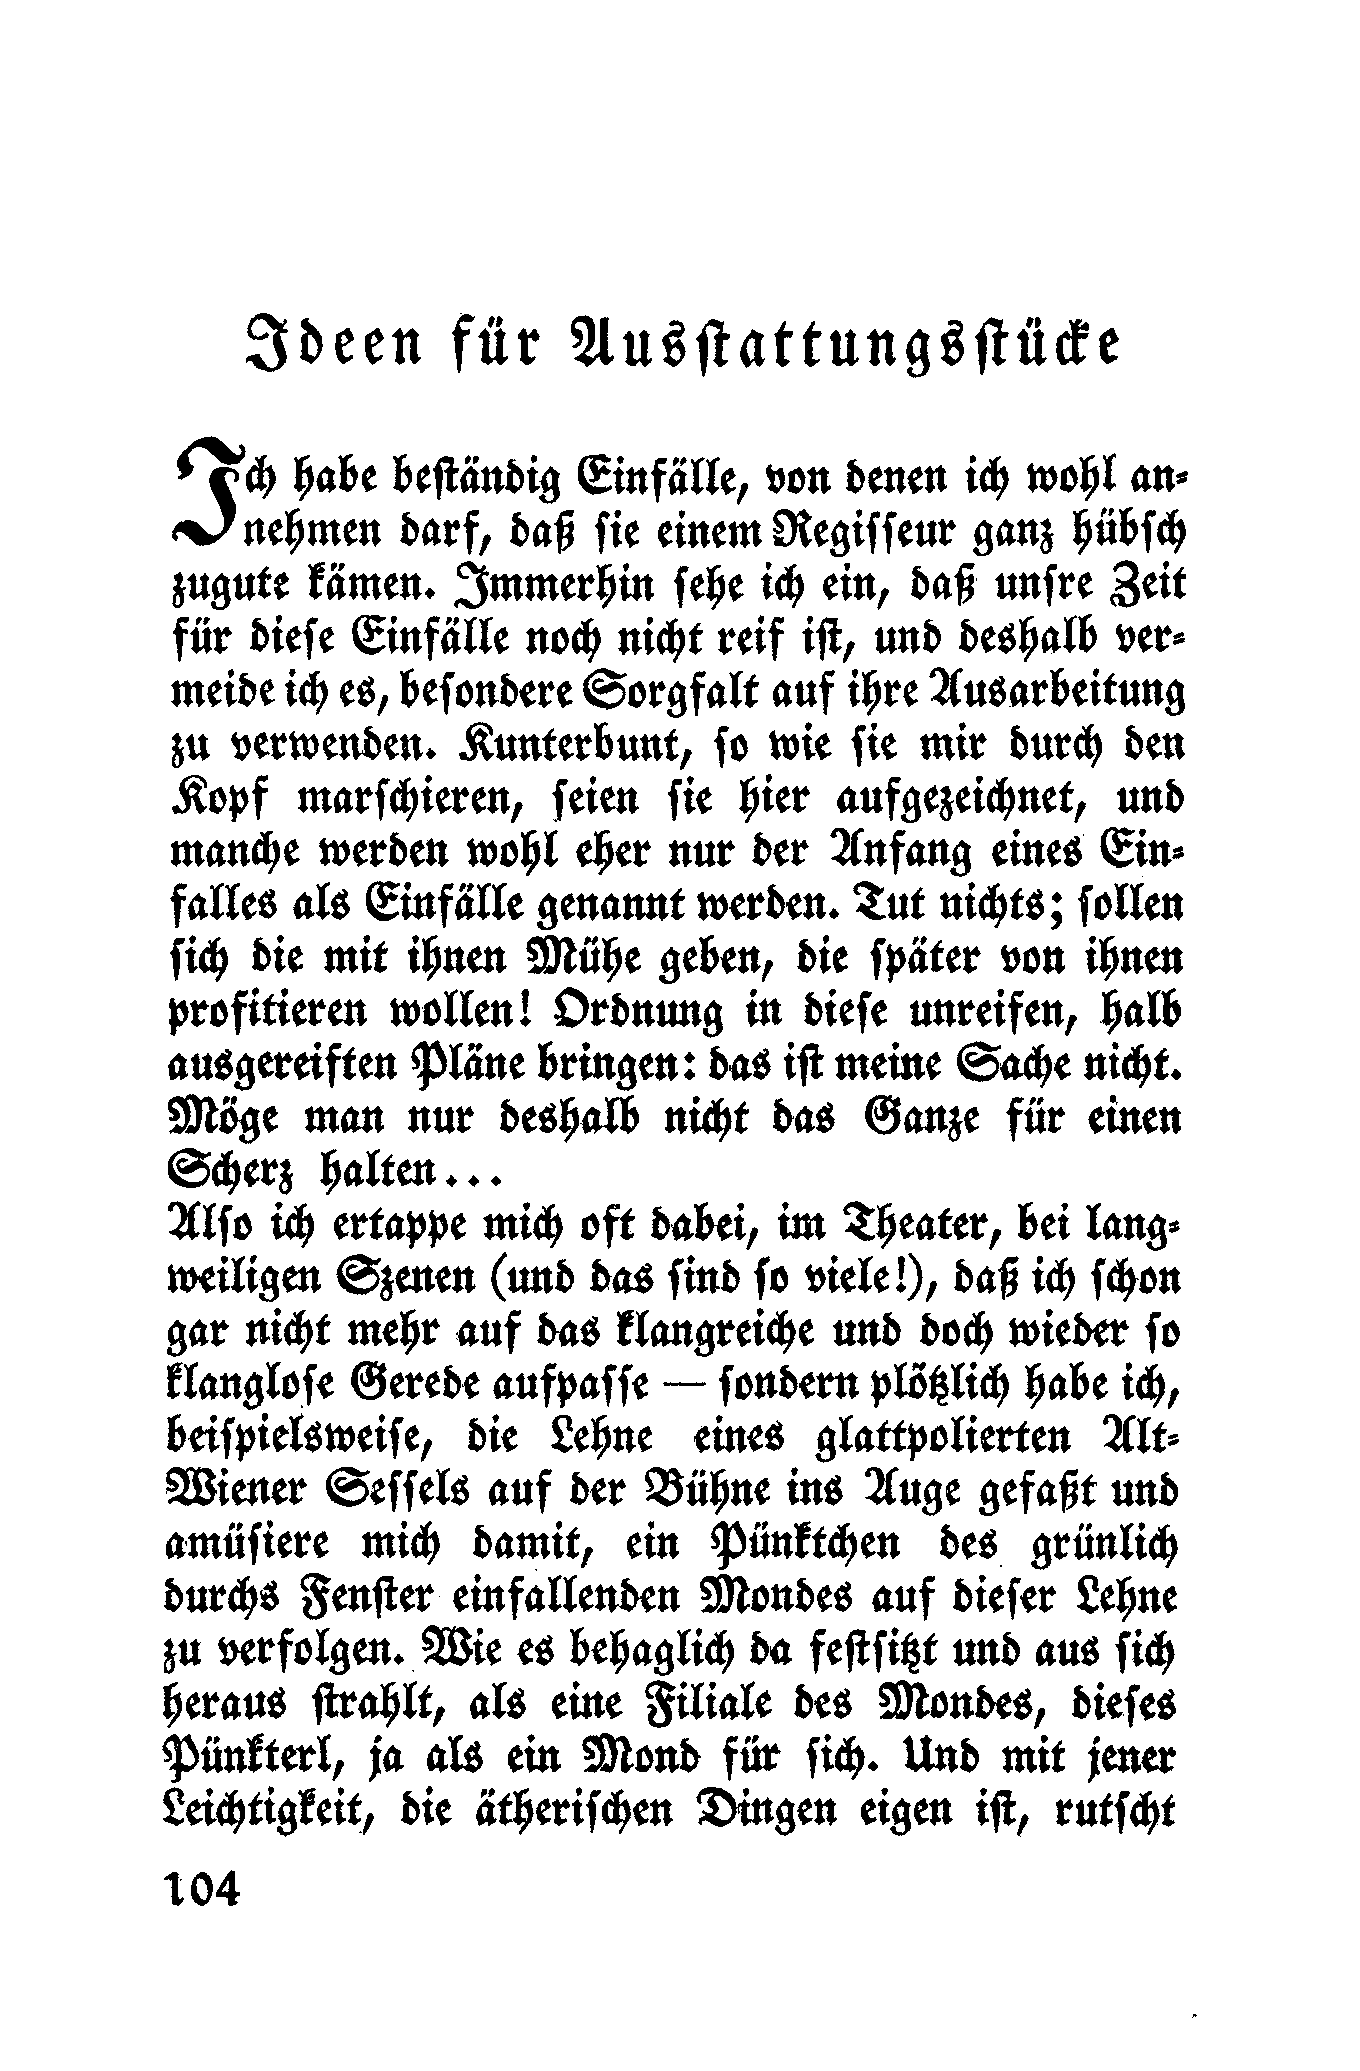 Ideen für Ausstattungsstücke
Ich habe beständig Einfälle, von denen ich wohl an-
nehmen darf, daß sie einem Regisseur ganz hübsch
zugute kämen. Immerhin sehe ich ein, daß unsre Zeit
für diese Einfälle noch nicht reif ist, und deshalb ver-
meide ich es, besondere Sorgfalt auf ihre Ausarbeitung
zu verwenden. Kunterbunt, so wie sie mir durch den
Kopf marschieren, seien sie hier aufgezeichnet, und
manche werden wohl eher nur der Anfang eines Ein-
falles als Einfälle genannt werden. Tut nichts; sollen
sich die mit ihnen Mühe geben, die später von ihnen
profitieren wollen! Ordnung in diese unreifen, halb
ausgereiften Pläne bringen: das ist meine Sache nicht.
Möge man nur deshalb nicht das Ganze für einen
Scherz halten...
Also ich ertappe mich oft dabei, im Theater, bei lang-
weiligen Szenen (und das sind so viele!), daß ich schon
gar nicht mehr auf das klangreiche und doch wieder so
klanglose Gerede aufpasse — sondern plötzlich habe ich,
beispielsweise, die Lehne eines glattpolierten Alt-
Wiener Sessels auf der Bühne ins Auge gefaßt und
amüsiere mich damit, ein Pünktchen des grünlich
durchs Fenster einfallenden Mondes auf dieser Lehne
zu verfolgen. Wie es behaglich da festsitzt und aus sich
heraus strahlt, als eine Filiale des Mondes, dieses
Pünkterl, ja als ein Mond für sich. Und mit jener
Leichtigkeit, die ätherischen Dingen eigen ist, rutscht
104